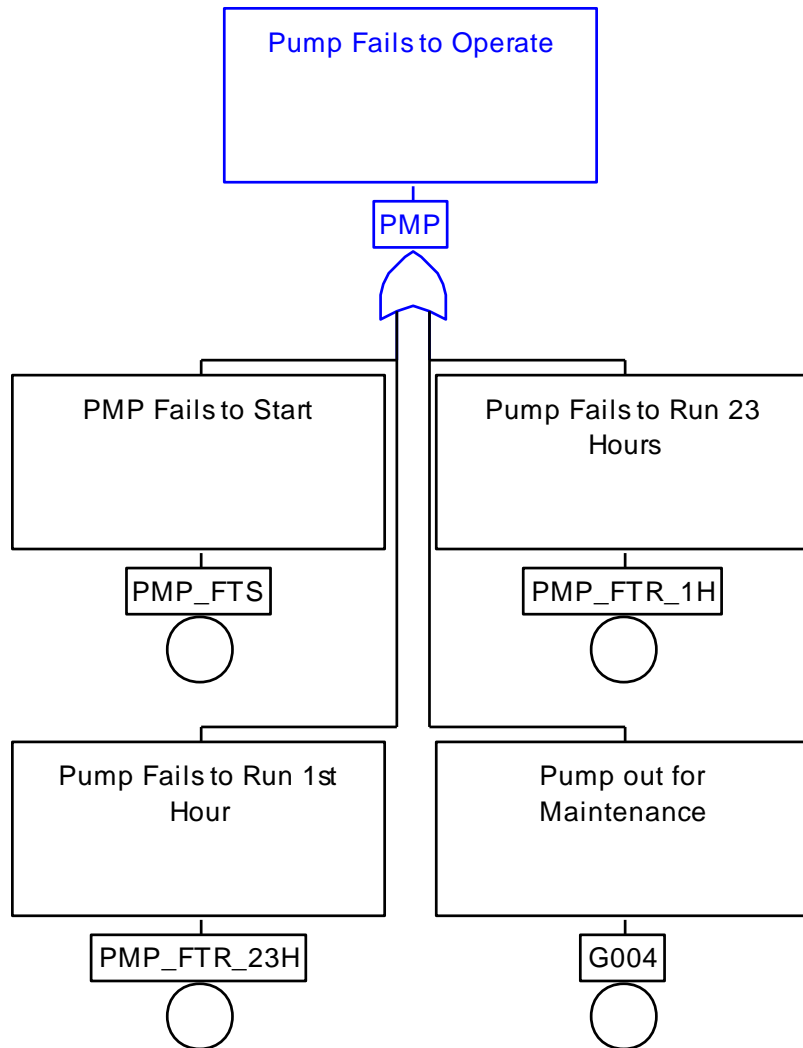 Pump Fails to Operate
PMP
PMP Fails to Start
PMP_FTS
Pump Fails to Run 23
Hours
PMP_FTR_1H
Pump Fails to Run 1st
Hour
PMP_FTR_23H
Pump out for
Maintenance
G004